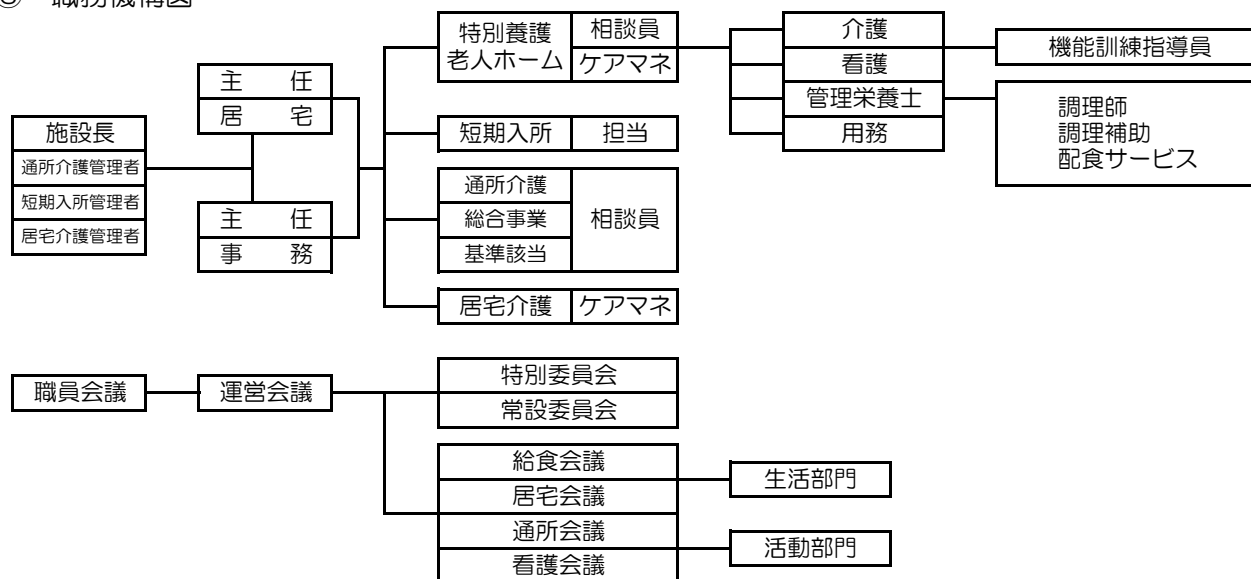 職務機構図
施設長
通所介護管理者
短期入所管理者
居宅介護管理者
主 任
居 宅
主 任
事 務
特別養護
老人ホーム
相談員
ケアマネ
短期入所 担当
通所介護
総合事業
基準該当
相談員
居宅介護 ケアマネ
介護
看護
管理栄養士
用務
機能訓練指導員
調理師
調理補助
配食サービス
職員会議
運営会議
特別委員会
常設委員会
給食会議
居宅会議
通所会議
看護会議
生活部門
活動部門